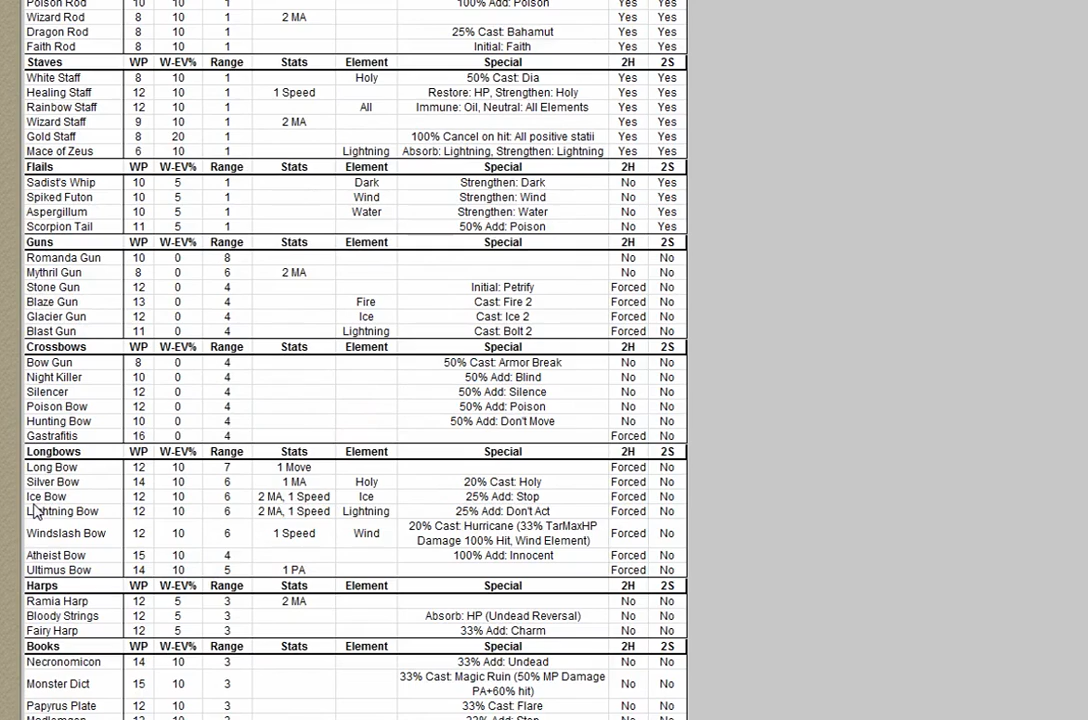 Poison Rod 10 10 1 100% Add: Poison Yes Yes
Wizard Rod 8 10 1 2 MA Yes Yes
Dragon Rod 8 10 1 25% Cast: Bahamut Yes Yes
Faith Rod 8 10 1 Initial: Faith Yes Yes
Staves WP W-EV% Range Stats Element Special 2H 2S
White Staff 8 10 1 Holy 50% Cast: Dia Yes Yes
Healing Staff 12 10 1 1 Speed Restore: HP, Strengthen: Holy Yes Yes
Rainbow Staff 12 10 1 All Immune: Oil, Neutral: All Elements Yes Yes
Wizard Staff 9 10 1 2 MA Yes Yes
Gold Staff 8 20 1 100% Cancel on hit: All positive statii Yes Yes
Mace of Zeus 6 10 1 Lightning Absorb: Lightning, Strengthen: Lightning Yes Yes
Flails WP W-EV% Range Stats Element Special 2H 2S
Sadist's Whip 10 5 1 Dark Strengthen: Dark No Yes
Spiked Futon 10 5 1 Wind Strengthen: Wind No Yes
Aspergillum 10 5 1 Water Strengthen: Water No Yes
Scorpion Tail 11 5 1 50% Add: Poison No Yes
Guns WP W-EV% Range Stats Element Special 2H 2S
Romanda Gun 10 0 8 No No
Mythril Gun 8 0 6 2 MA No No
Stone Gun 12 0 4 Initial: Petrify Forced No
Blaze Gun 13 0 4 Fire Cast: Fire 2 Forced No
Glacier Gun 12 0 4 Ice Cast: Ice 2 Forced No
Blast Gun 11 0 4 Lightning Cast: Bolt 2 Forced No
Crossbows WP W-EV% Range Stats Element Special 2H 2S
Bow Gun 8 0 4 50% Cast: Armor Break No No
Night Killer 10 0 4 50% Add: Blind No No
Silencer 12 0 4 50% Add: Silence No No
Poison Bow 12 0 4 50% Add: Poison No No
Hunting Bow 10 0 4 50% Add: Don't Move No No
Gastrafitis 16 0 4 Forced No
Longbows WP W-EV% Range Stats Element Special 2H 2S
Long Bow 12 10 7 1 Move Forced No
Silver Bow 14 10 6 1 MA Holy 20% Cast: Holy Forced No
Ice Bow 12 10 6 2 MA, 1 Speed Ice 25% Add: Stop Forced No
Lightning Bow 12 10 6 2 MA, 1 Speed Lightning 25% Add: Don't Act Forced No
Windslash Bow 12 10 6 1 Speed Wind 20% Cast: Hurricane (33% TarMaxHP Damage 100% Hit, Wind Element) Forced No
Atheist Bow 15 10 4 100% Add: Innocent Forced No
Ultimus Bow 14 10 5 1 PA Forced No
Harps WP W-EV% Range Stats Element Special 2H 2S
Ramia Harp 12 5 3 2 MA No No
Bloody Strings 12 5 3 Absorb: HP (Undead Reversal) No No
Fairy Harp 12 5 3 33% Add: Charm No No
Books WP W-EV% Range Stats Element Special 2H 2S
Necronomicon 14 10 3 33% Add: Undead No No
Monster Dict 15 10 3 33% Cast: Magic Ruin (50% MP Damage PA+60% hit) No No
Papyrus Plate 12 10 3 33% Cast: Flare No No